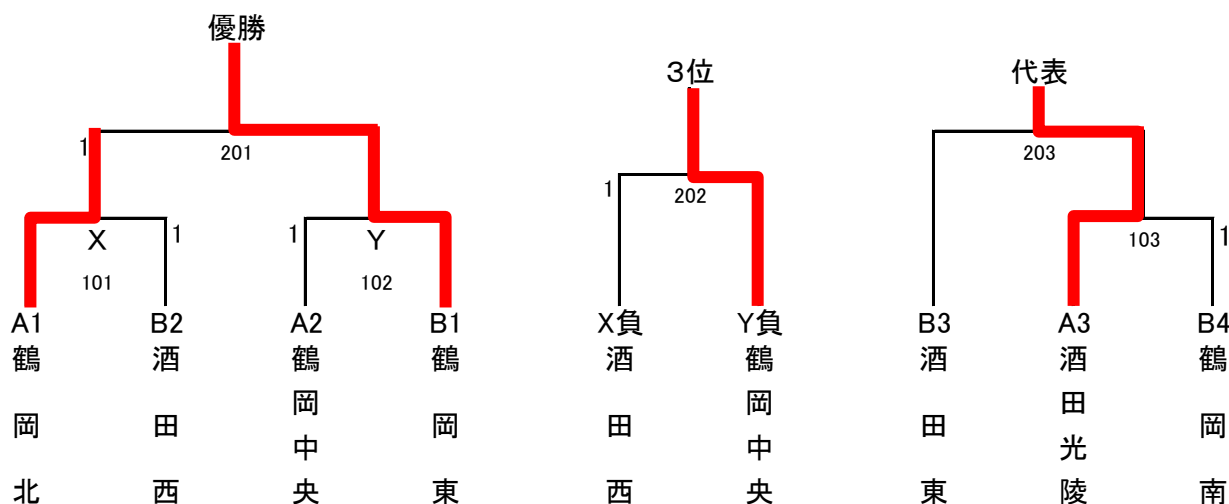 優勝
3位
代表
1
201
1
202
203
X
1
1
Y
103
1
101
102
A1
B2
A2
B1
X負
Y負
B3
A3
B4
鶴岡北
酒田西
鶴岡中央
鶴岡東
酒田西
鶴岡中央
酒田東
酒田光陵
鶴岡南